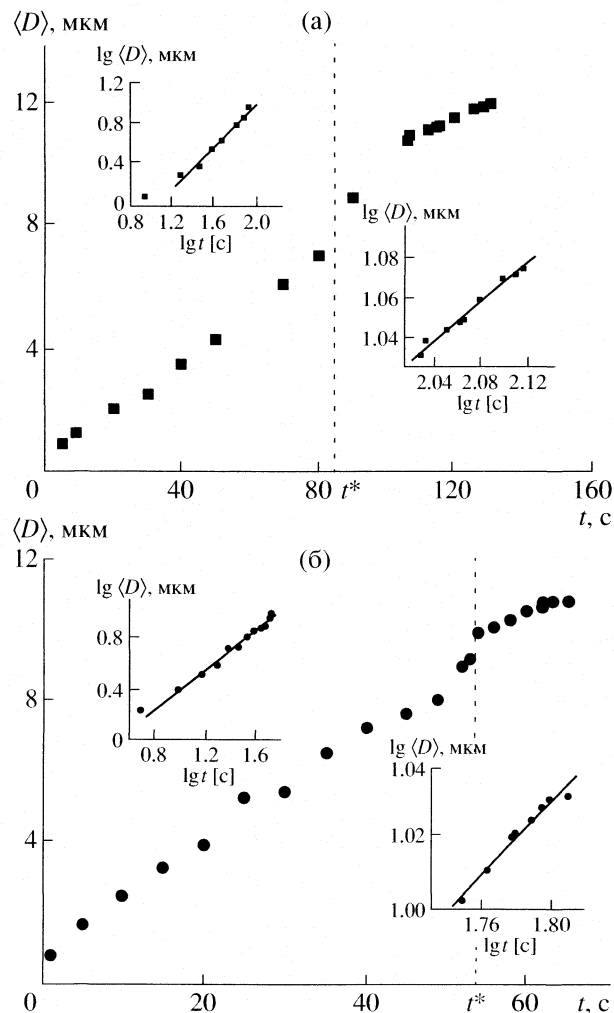 ⟨D⟩, мкм (а)
12
8
4
0 40 80 t* 120 160
t, с
lg ⟨D⟩, мкм
1.2
0.8
0.4
0
0.8 1.2 1.6 2.0
lg t [с]
lg ⟨D⟩, мкм
1.08
1.06
1.04
2.04 2.08 2.12
lg t [с]
⟨D⟩, мкм (б)
12
8
4
0 20 40 t* 60 t, с
lg ⟨D⟩, мкм
0.8
0.4
0
0.8 1.2 1.6
lg t [с]
lg ⟨D⟩, мкм
1.04
1.02
1.00
1.76 1.80
lg t [с]